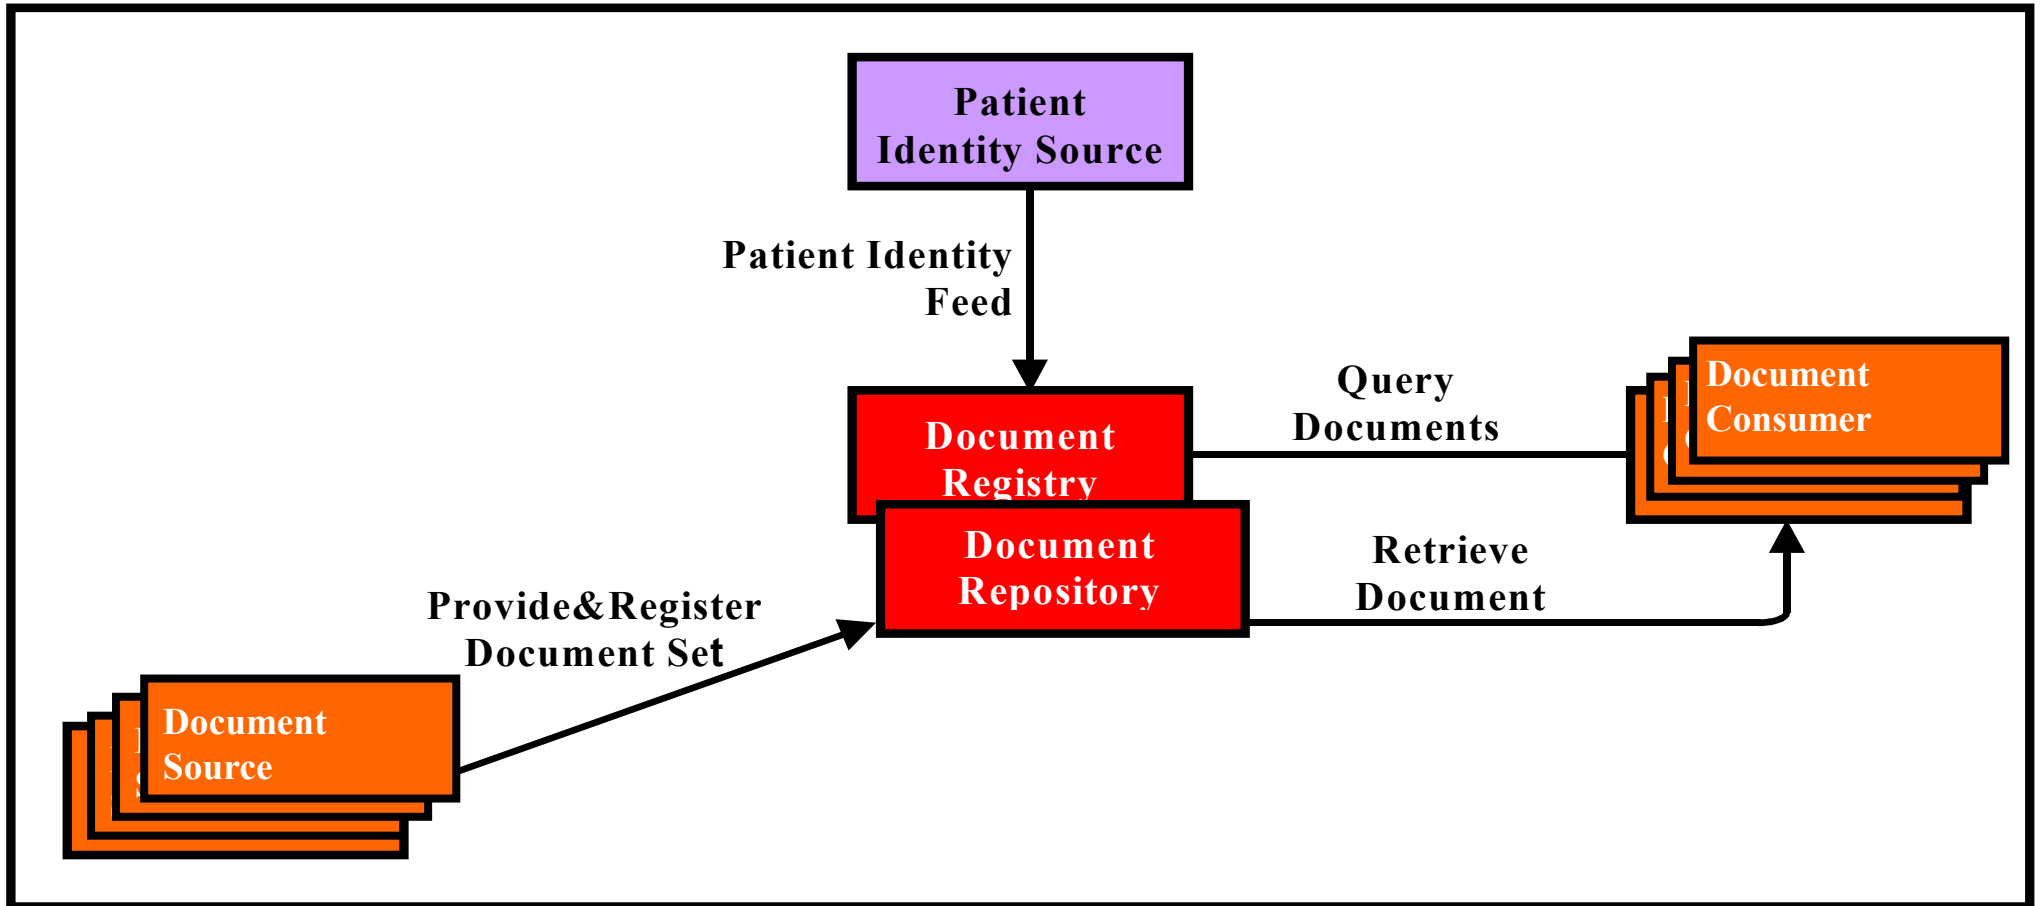 Patient
Identity Source
Patient Identity
Feed
Query
Documents
Document
Consumer
Document
Registry
Document
Repository
Retrieve
Document
Provide&Register
Document Set
Document
Source